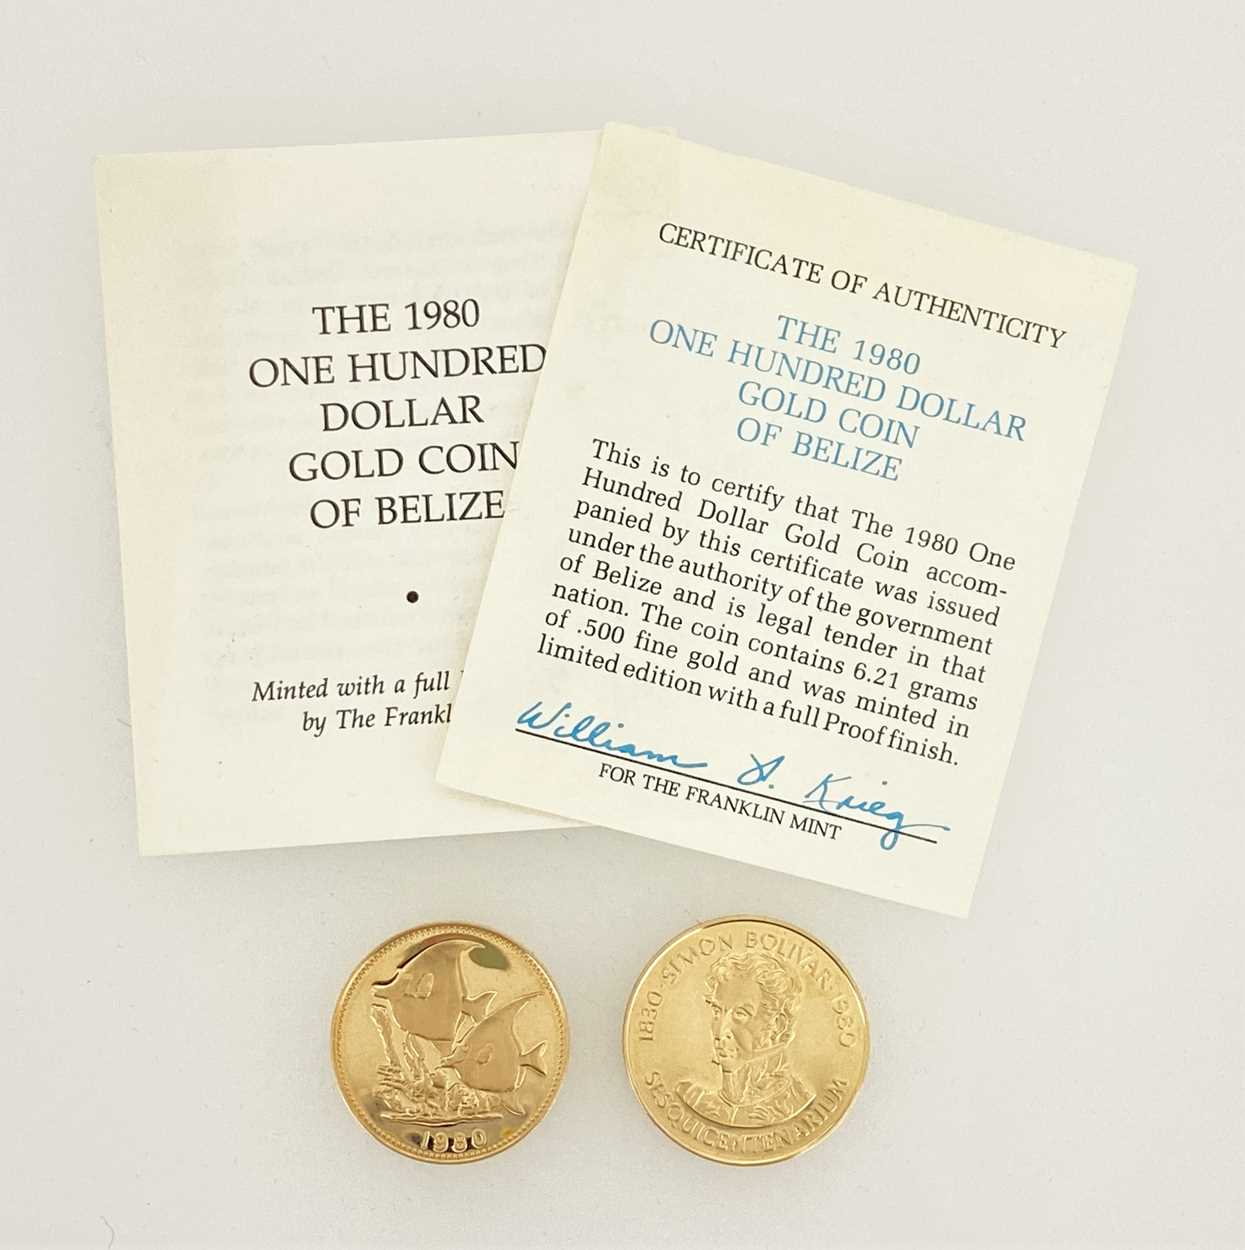 THE 1980
ONE HUNDRED
DOLLAR
GOLD COIN
OF BELIZE
•
Minted with a full
by The Frankl
CERTIFICATE OF AUTHENTICITY
THE 1980
ONE HUNDRED DOLLAR
GOLD COIN
OF BELIZE
This is to certify that The 1980 One
Hundred Dollar Gold Coin accom-
panied by this certificate was issued
under the authority of the government
of Belize and is legal tender in that
nation. The coin contains 6.21 grams
of .500 fine gold and was minted in
limited edition with a full Proof finish.
William A. Krieg
FOR THE FRANKLIN MINT
1980
1830·SIMON BOLIVAR·1980
SESQUICENTENARIUM